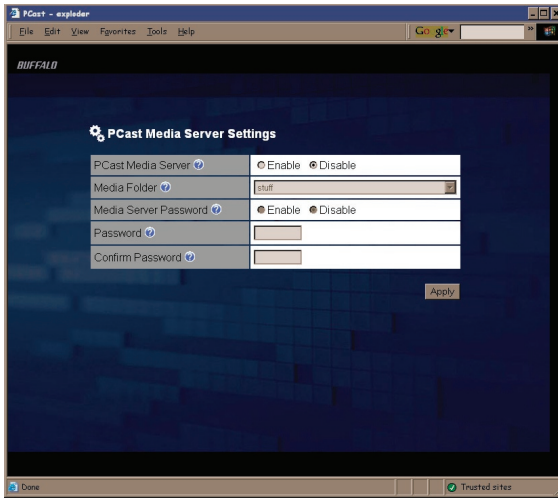 PCast - exploder
File Edit View Favorites Tools Help
Google
BUFFALO
PCast Media Server Settings
PCast Media Server ? Enable Disable
Media Folder ? stuff
Media Server Password ? Enable Disable
Password ?
Confirm Password ?
Apply
Done
Trusted sites